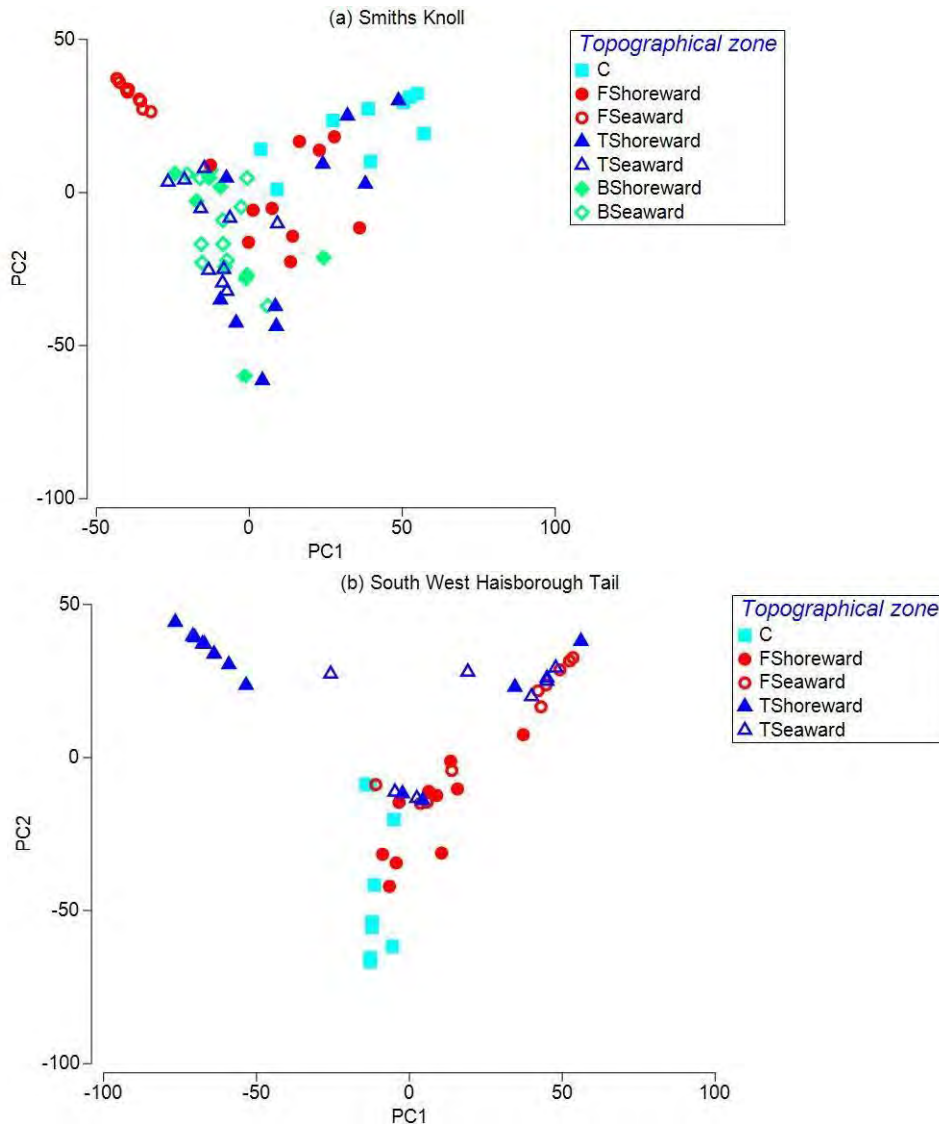 (a) Smiths Knoll
50
0
-50
-100
PC2
-50
0
50
100
PC1
Topographical zone
C
FShoreward
FSeaward
TShoreward
TSeaward
BShoreward
BSeaward
(b) South West Haisborough Tail
50
0
-50
-100
PC2
-100
-50
0
50
100
PC1
Topographical zone
C
FShoreward
FSeaward
TShoreward
TSeaward